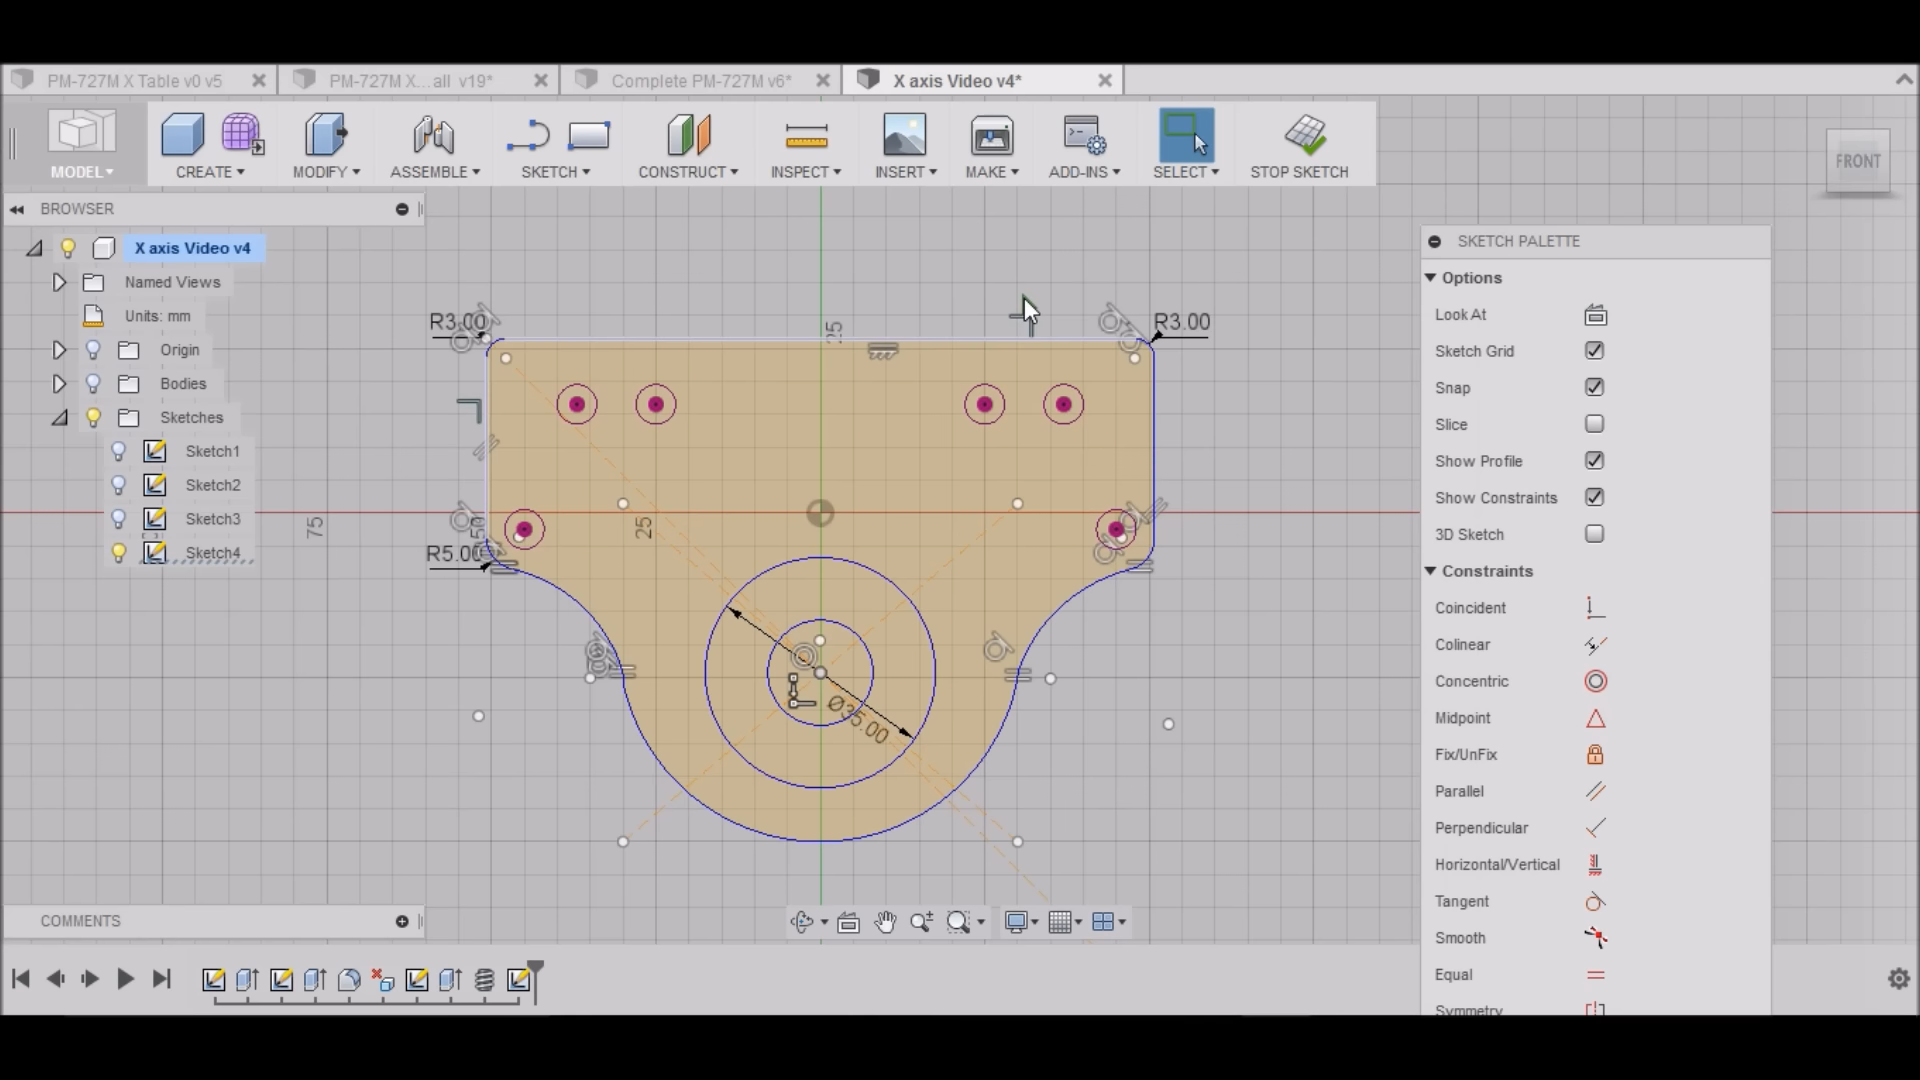 PM-727M X Table v0 v5
PM-727M X...all v19*
Complete PM-727M v6*
X axis Video v4*
MODEL
CREATE
MODIFY
ASSEMBLE
SKETCH
CONSTRUCT
INSPECT
INSERT
MAKE
ADD-INS
SELECT
STOP SKETCH
FRONT
BROWSER
X axis Video v4
Named Views
Units: mm
Origin
Bodies
Sketches
Sketch1
Sketch2
Sketch3
Sketch4
R3.00
25
R3.00
75
50
25
R5.00
Ø35.00
SKETCH PALETTE
Options
Look At
Sketch Grid
Snap
Slice
Show Profile
Show Constraints
3D Sketch
Constraints
Coincident
Colinear
Concentric
Midpoint
Fix/UnFix
Parallel
Perpendicular
Horizontal/Vertical
Tangent
Smooth
Equal
Symmetry
COMMENTS